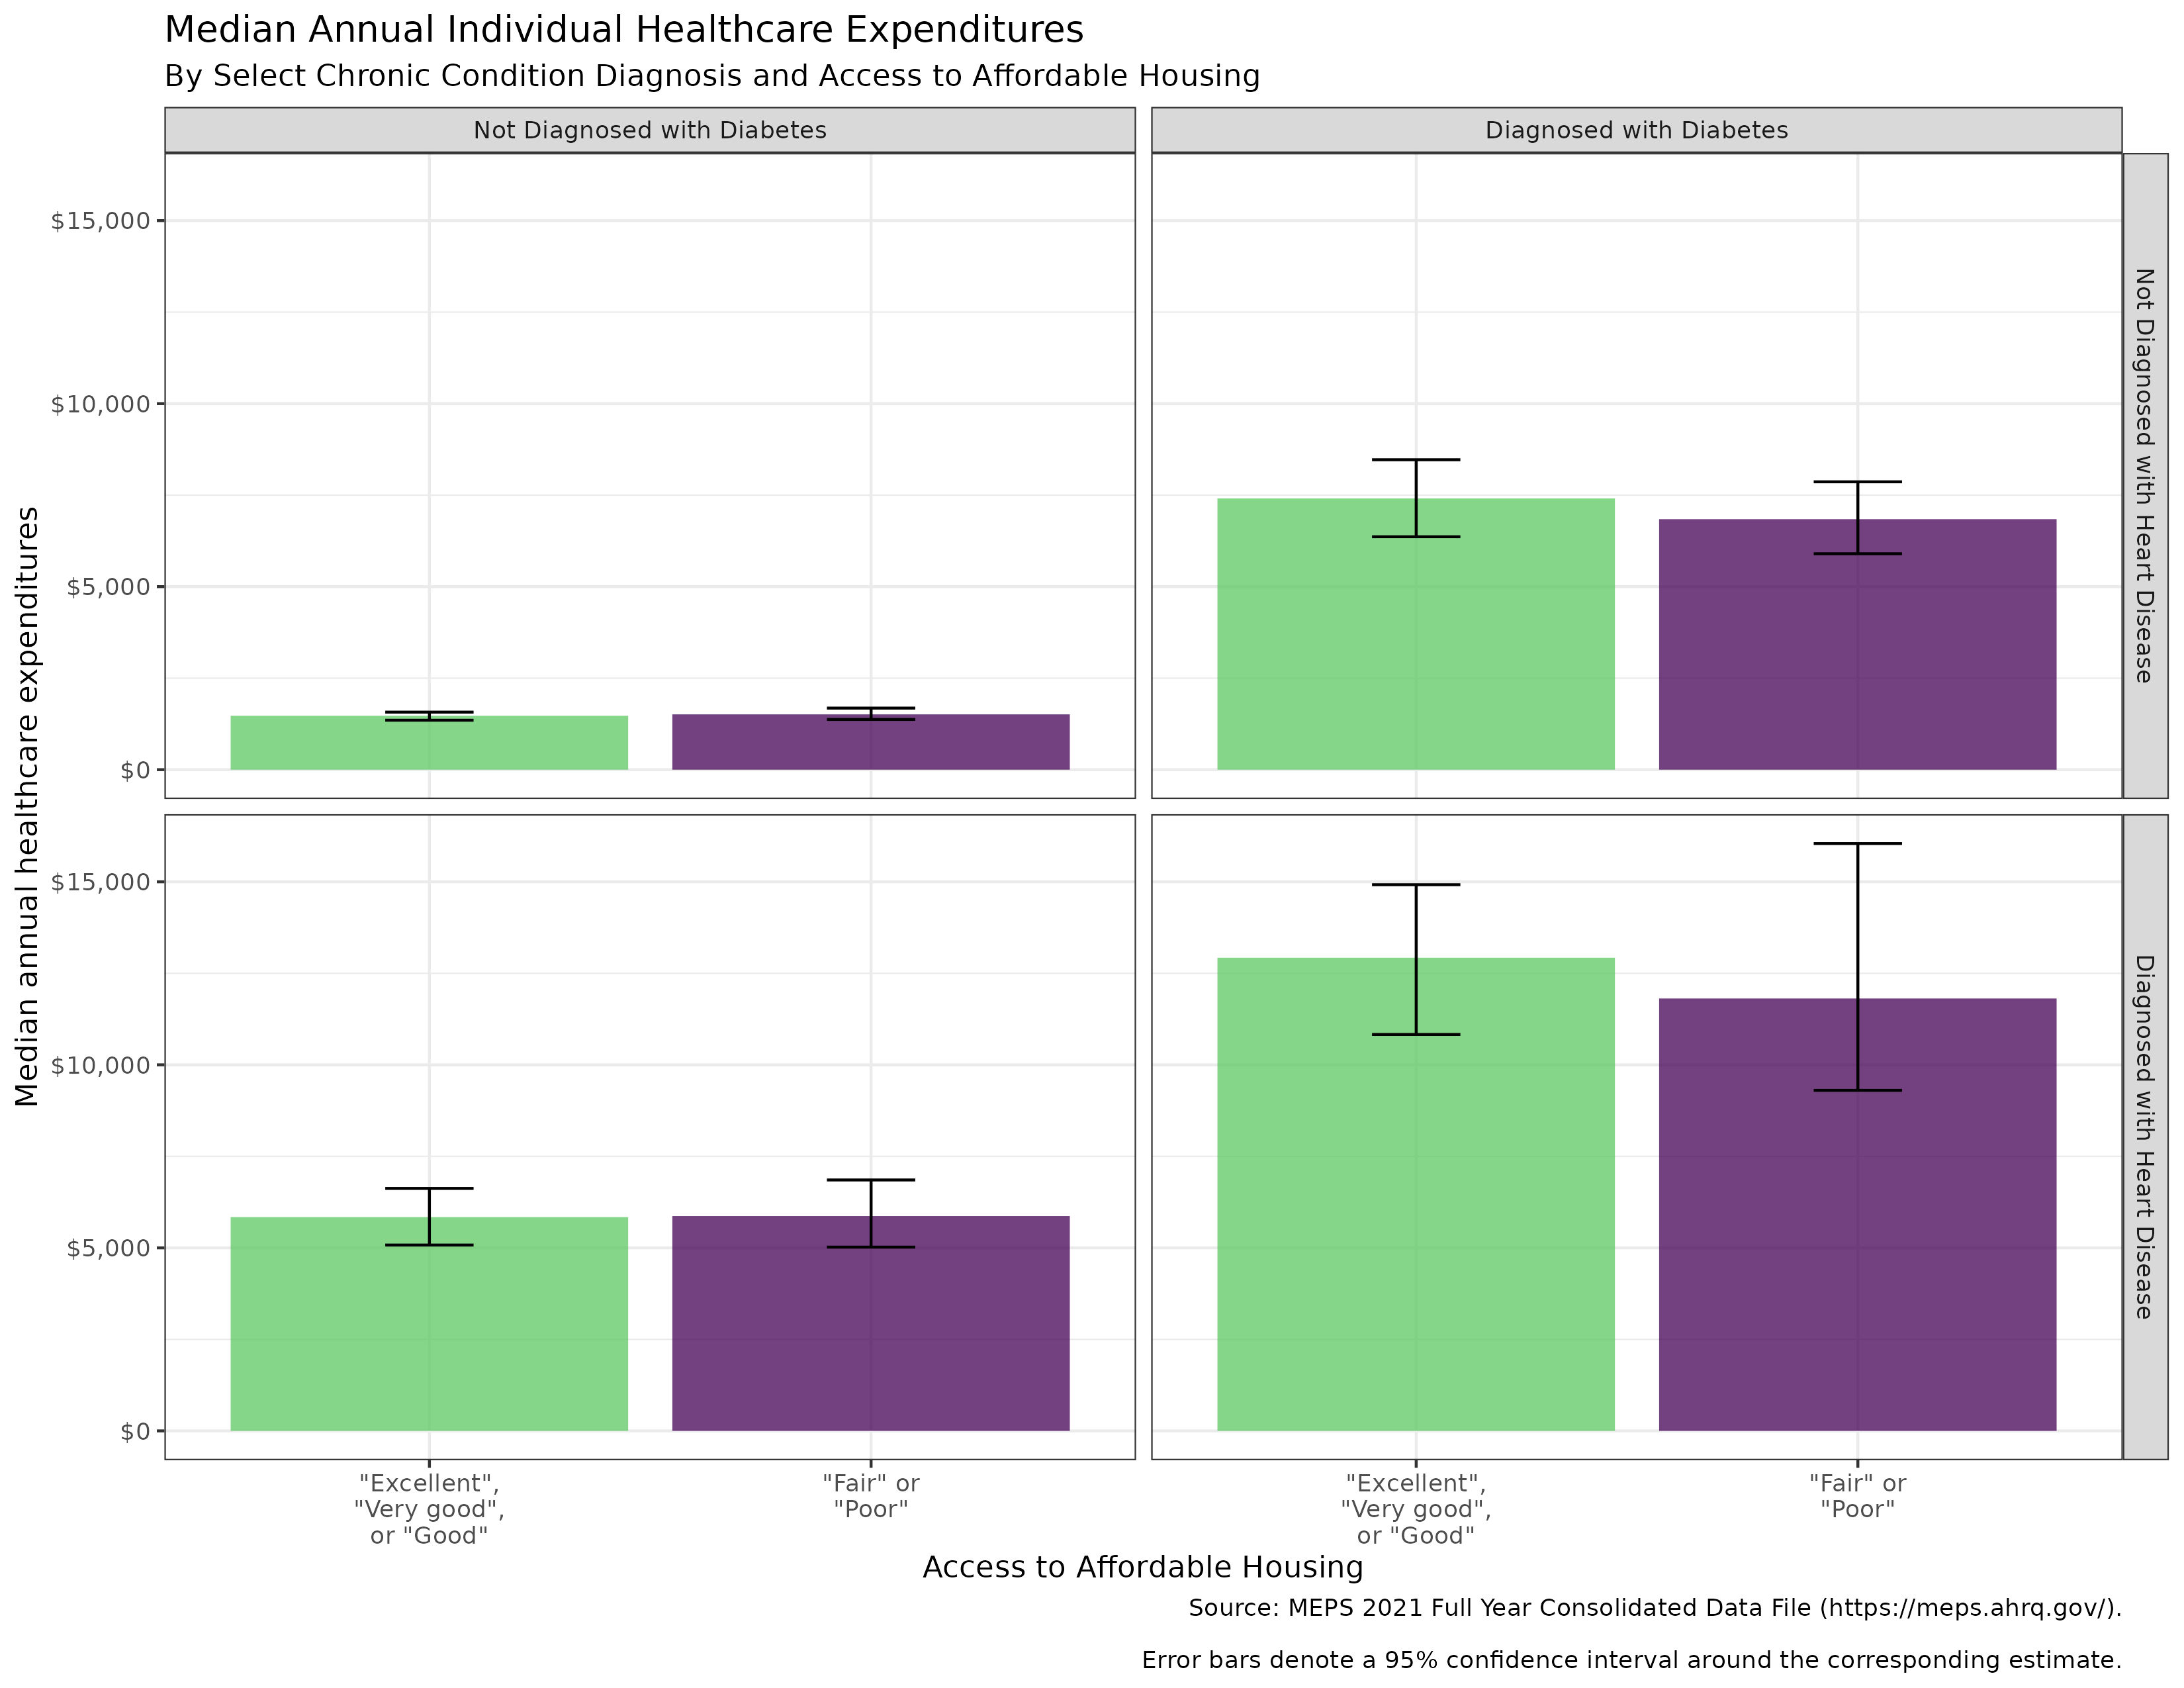 Median Annual Individual Healthcare Expenditures
By Select Chronic Condition Diagnosis and Access to Affordable Housing
Not Diagnosed with Diabetes
Diagnosed with Diabetes
$15,000
$10,000
$5,000
$0
Not Diagnosed with Heart Disease
Median annual healthcare expenditures
$15,000
$10,000
$5,000
$0
Diagnosed with Heart Disease
"Excellent",
"Very good",
or "Good"
"Fair" or
"Poor"
"Excellent",
"Very good",
or "Good"
"Fair" or
"Poor"
Access to Affordable Housing
Source: MEPS 2021 Full Year Consolidated Data File (https://meps.ahrq.gov/).
Error bars denote a 95% confidence interval around the corresponding estimate.